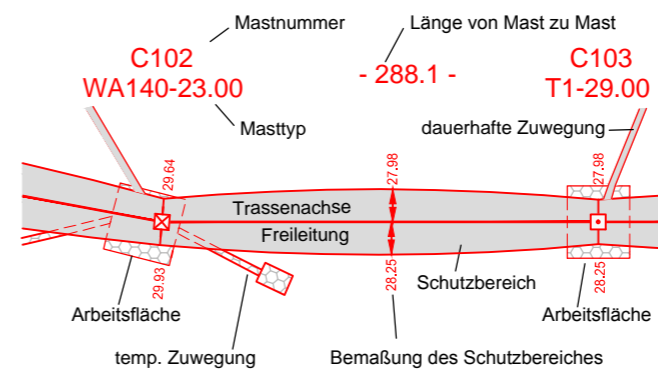 Mastnummer
Länge von Mast zu Mast
C102
WA140-23.00
- 288.1 -
C103
T1-29.00
Masttyp
dauerhafte Zuwegung
29.64
27.98
27.98
Trassenachse
Freileitung
29.93
28.25
28.25
Schutzbereich
Arbeitsfläche
Arbeitsfläche
temp. Zuwegung
Bemaßung des Schutzbereiches